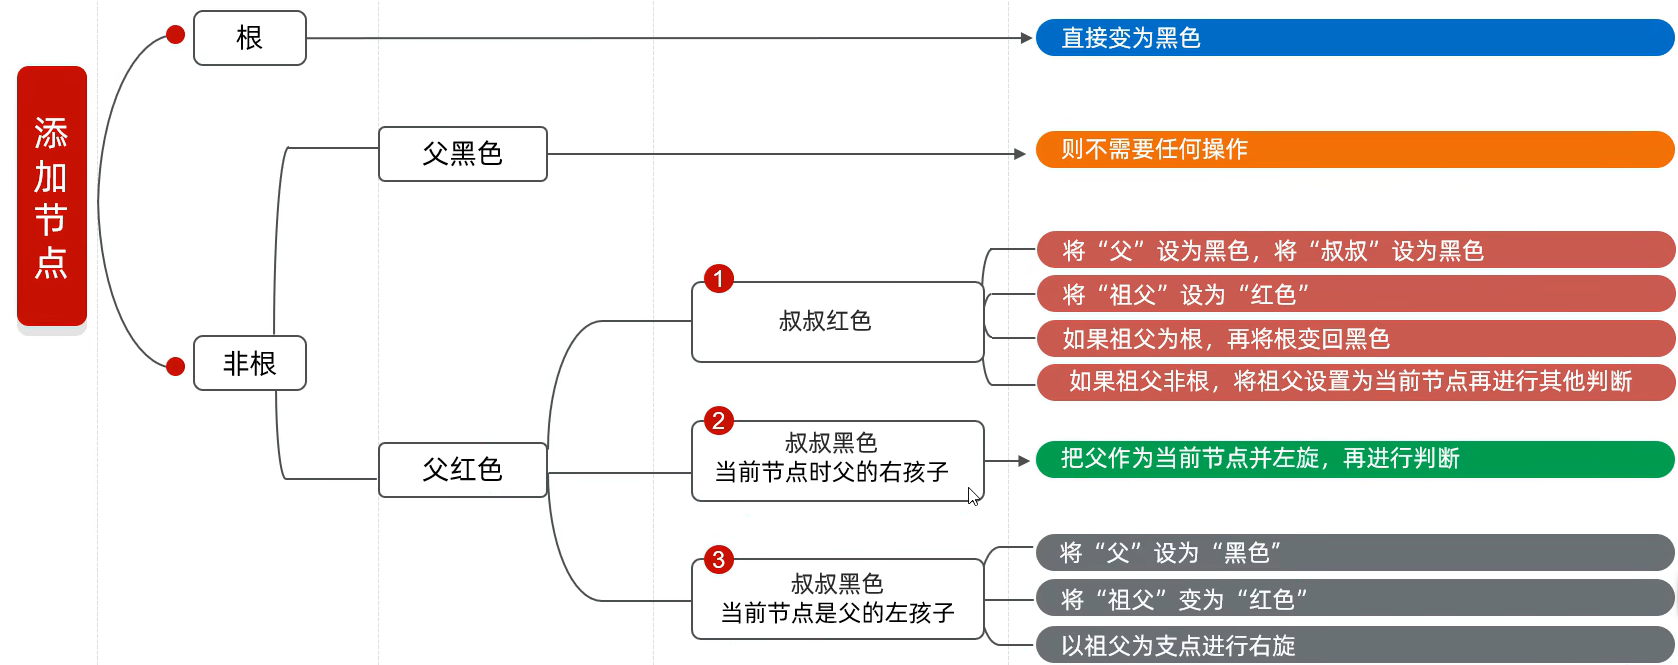 添加节点
根
直接变为黑色
非根
父黑色
则不需要任何操作
父红色
1
叔叔红色
将“父”设为黑色，将“叔叔”设为黑色
将“祖父”设为“红色”
如果祖父为根，再将根变回黑色
如果祖父非根，将祖父设置为当前节点再进行其他判断
2
叔叔黑色
当前节点时父的右孩子
把父作为当前节点并左旋，再进行判断
3
叔叔黑色
当前节点是父的左孩子
将“父”设为“黑色”
将“祖父”变为“红色”
以祖父为支点进行右旋